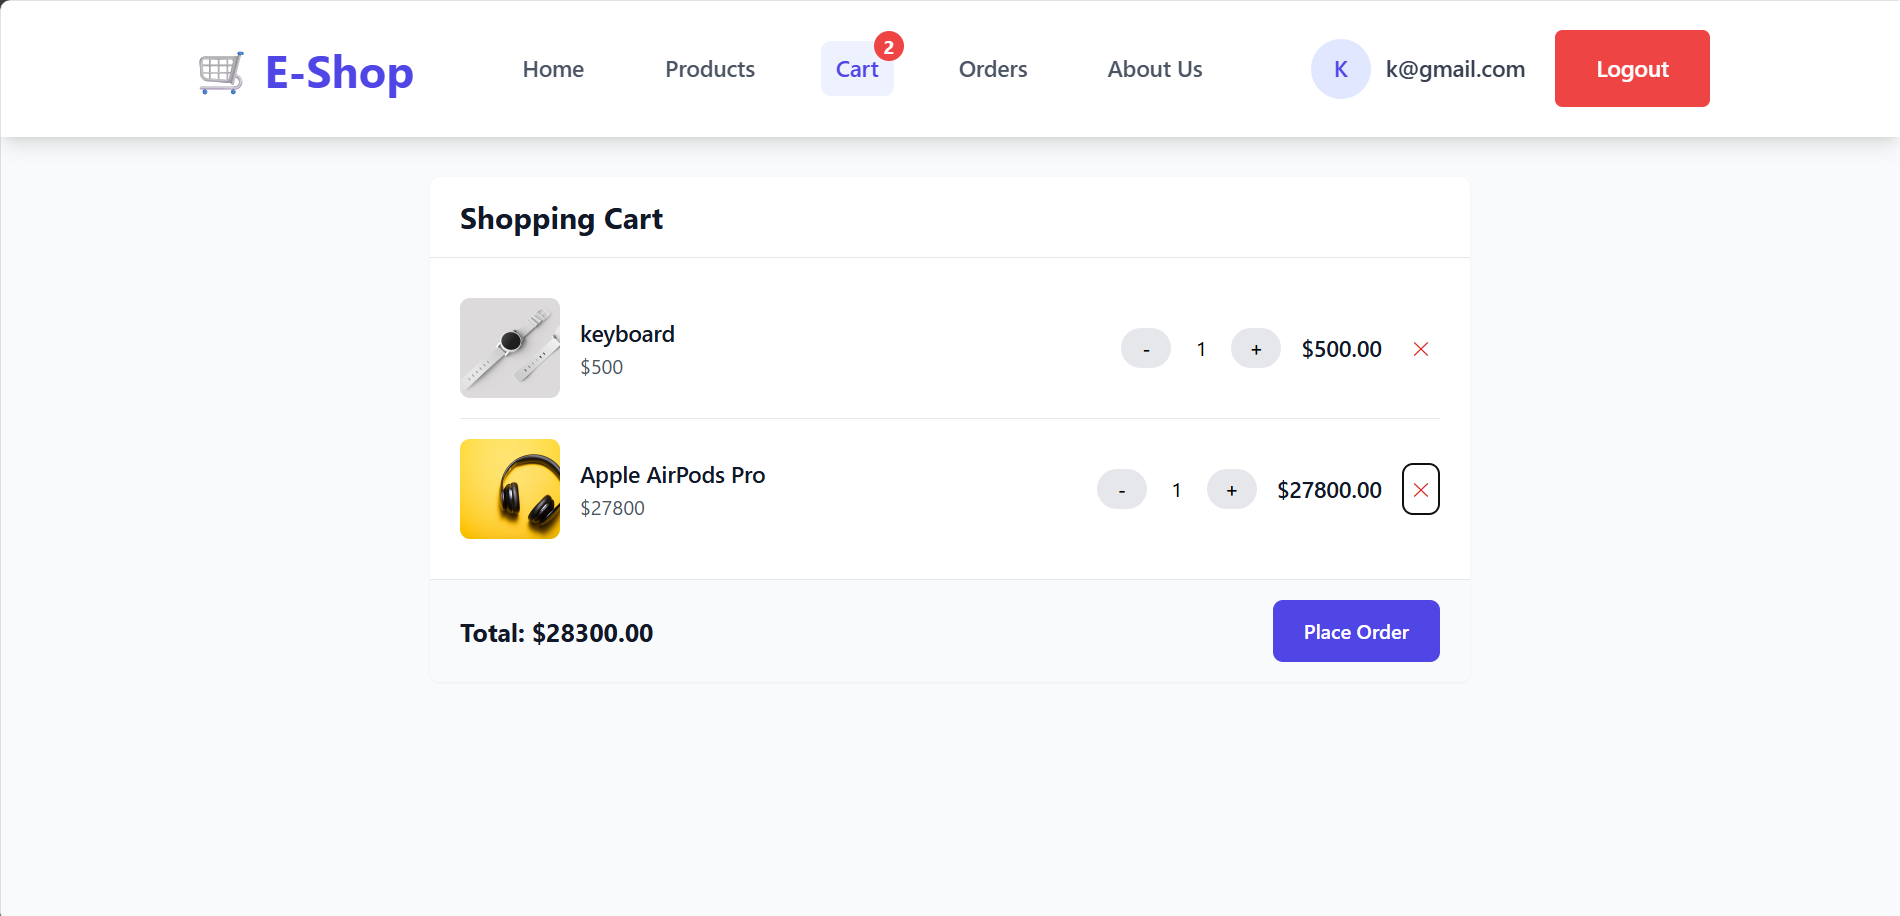 E-Shop
Home
Products
Cart
2
Orders
About Us
K
k@gmail.com
Logout
Shopping Cart
keyboard
$500
- 1 + $500.00
Apple AirPods Pro
$27800
- 1 + $27800.00
Total: $28300.00
Place Order